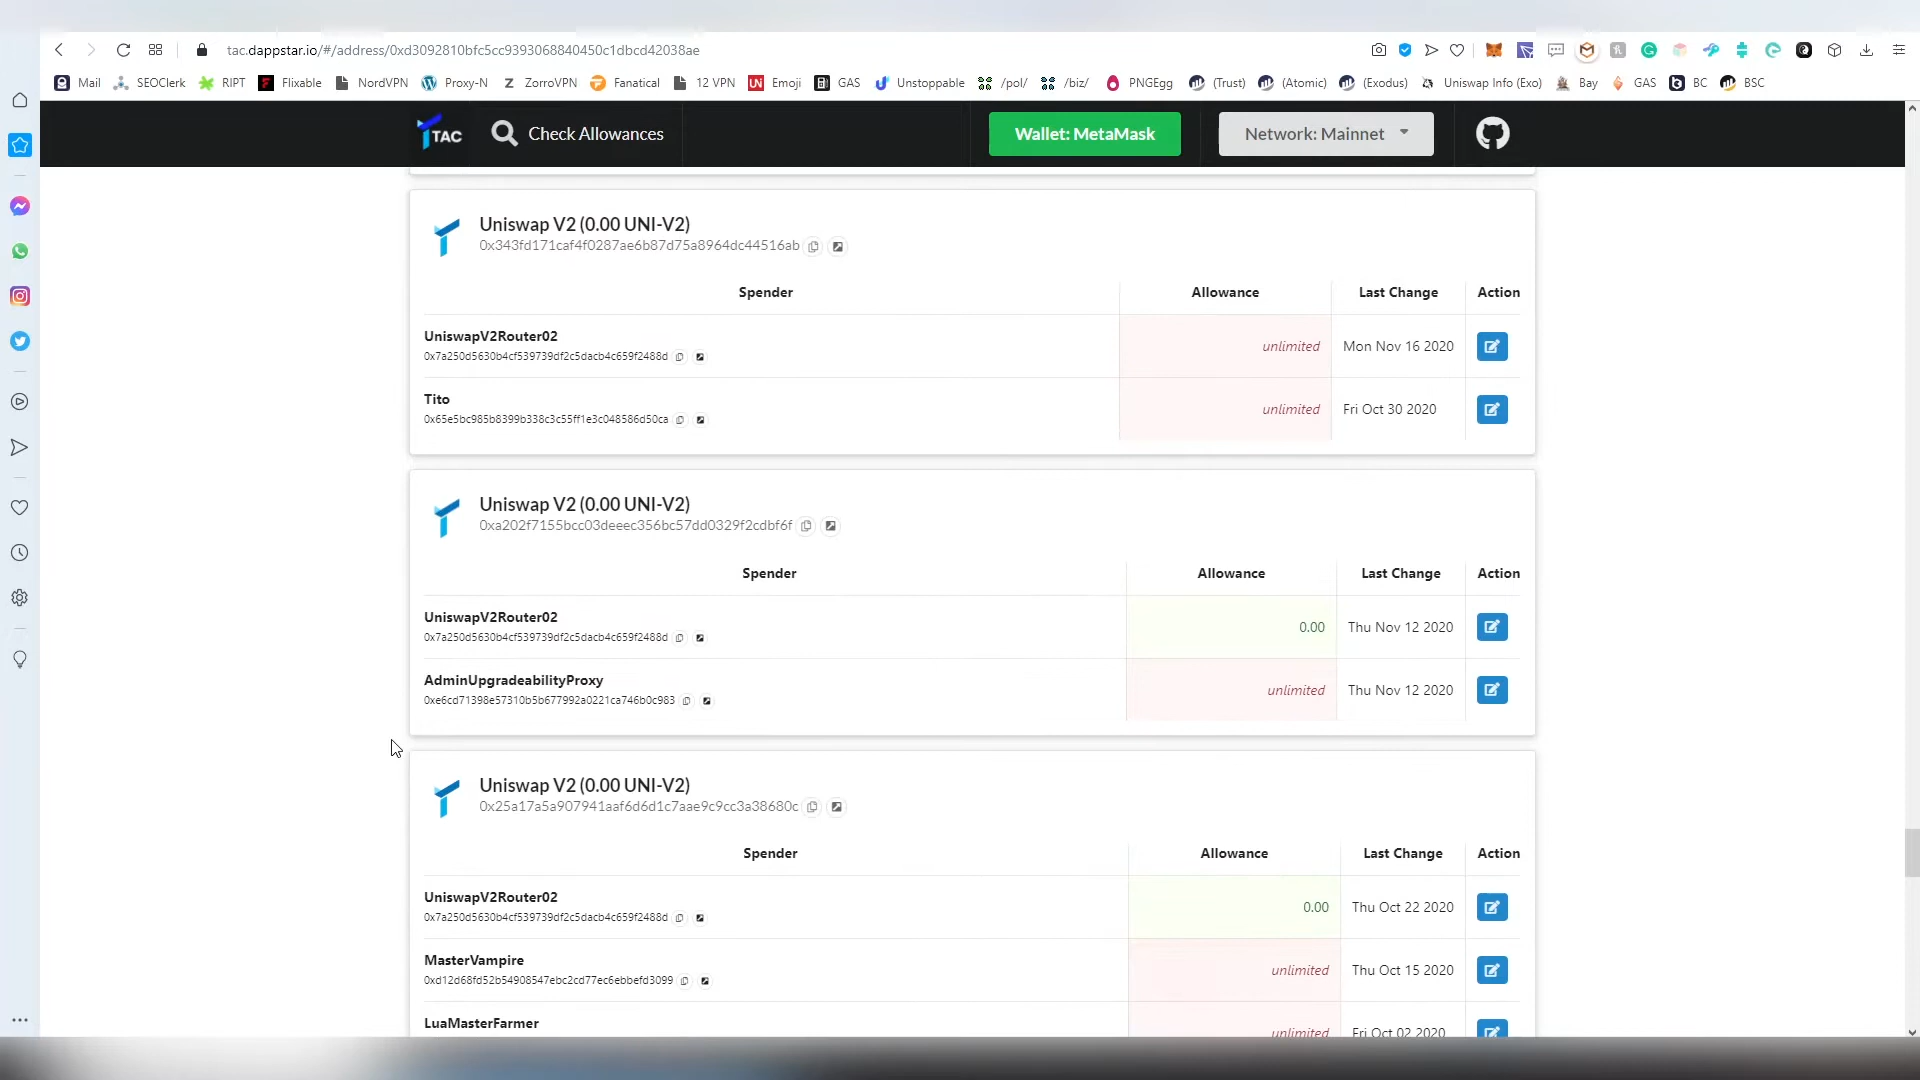 tac.dappstar.io/#/address/0xd3092810bfc5cc9393068840450c1dbcd42038ae
Mail SEOClerk RIPT Flixable NordVPN Proxy-N ZorroVPN Fanatical 12 VPN Emoji GAS Unstoppable /pol/ /biz/ PNGEgg (Trust) (Atomic) (Exodus) Uniswap Info (Exo) Bay GAS BC BSC
TAC Check Allowances Wallet: MetaMask Network: Mainnet
Uniswap V2 (0.00 UNI-V2)
0x343fd171caf4f0287ae6b87d75a8964dc44516ab
Spender Allowance Last Change Action
UniswapV2Router02
0x7a250d5630b4cf539739df2c5dacb4c659f2488d
unlimited Mon Nov 16 2020
Tito
0x65e5bc985b8399b338c3c55ff1e3c048586d50ca
unlimited Fri Oct 30 2020
Uniswap V2 (0.00 UNI-V2)
0xa202f7155bcc03deeec356bc57dd0329f2cdbf6f
Spender Allowance Last Change Action
UniswapV2Router02
0x7a250d5630b4cf539739df2c5dacb4c659f2488d
0.00 Thu Nov 12 2020
AdminUpgradeabilityProxy
0xe6cd71398e57310b5b677992a0221ca746b0c983
unlimited Thu Nov 12 2020
Uniswap V2 (0.00 UNI-V2)
0x25a17a5a907941aaf6d6d1c7aae9c9cc3a38680c
Spender Allowance Last Change Action
UniswapV2Router02
0x7a250d5630b4cf539739df2c5dacb4c659f2488d
0.00 Thu Oct 22 2020
MasterVampire
0xd12d68fd52b54908547ebc2cd77ec6ebbefd3099
unlimited Thu Oct 15 2020
LuaMasterFarmer
unlimited Fri Oct 02 2020